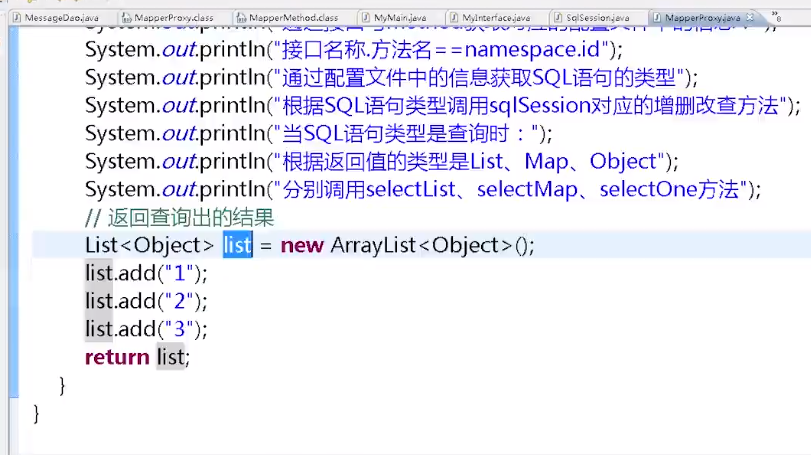 MessageDao.java MapperProxy.class MapperMethod.class MyMain.java MyInterface.java SqlSession.java MapperProxy.java
System.out.println("接口名称.方法名==namespace.id");
System.out.println("通过配置文件中的信息获取SQL语句的类型");
System.out.println("根据SQL语句类型调用sqlSession对应的增删改查方法");
System.out.println("当SQL语句类型是查询时：");
System.out.println("根据返回值的类型是List、Map、Object");
System.out.println("分别调用selectList、selectMap、selectOne方法");
// 返回查询出的结果
List<Object> list = new ArrayList<Object>();
list.add("1");
list.add("2");
list.add("3");
return list;
}
}